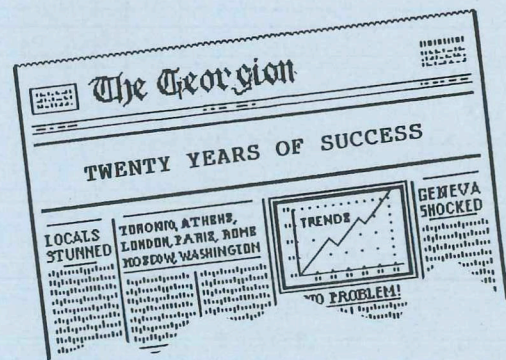 The Georgion
TWENTY YEARS OF SUCCESS
LOCALS
STUNNED
TORONTO, ATHENS,
LONDON, PARIS, ROME
MOSCOW, WASHINGTON
TRENDS
TO PROBLEM!
GENEVA
SHOCKED